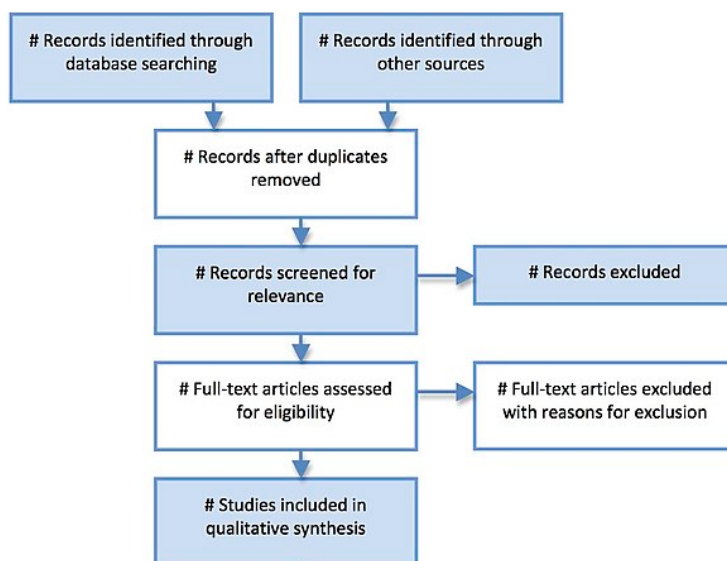 # Records identified through
database searching
# Records identified through
other sources
# Records after duplicates
removed
# Records screened for
relevance
# Records excluded
# Full-text articles assessed
for eligibility
# Full-text articles excluded
with reasons for exclusion
# Studies included in
qualitative synthesis